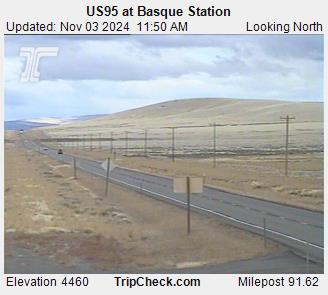 US95 at Basque Station
Updated: Nov 03 2024 11:50 AM Looking North
Elevation 4460 TripCheck.com Milepost 91.62